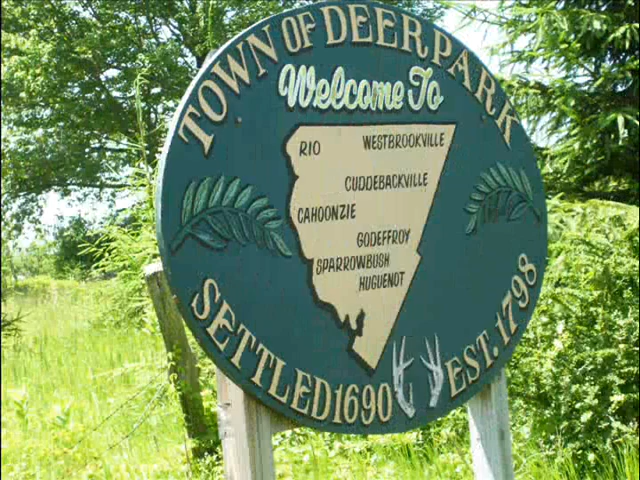 TOWN OF DEERPARK
Welcome To
RIO
WESTBROOKVILLE
CUDDEBACKVILLE
CAHOONZIE
GODEFFROY
SPARROWBUSH
HUGUENOT
SETTLED 1690
EST. 1798